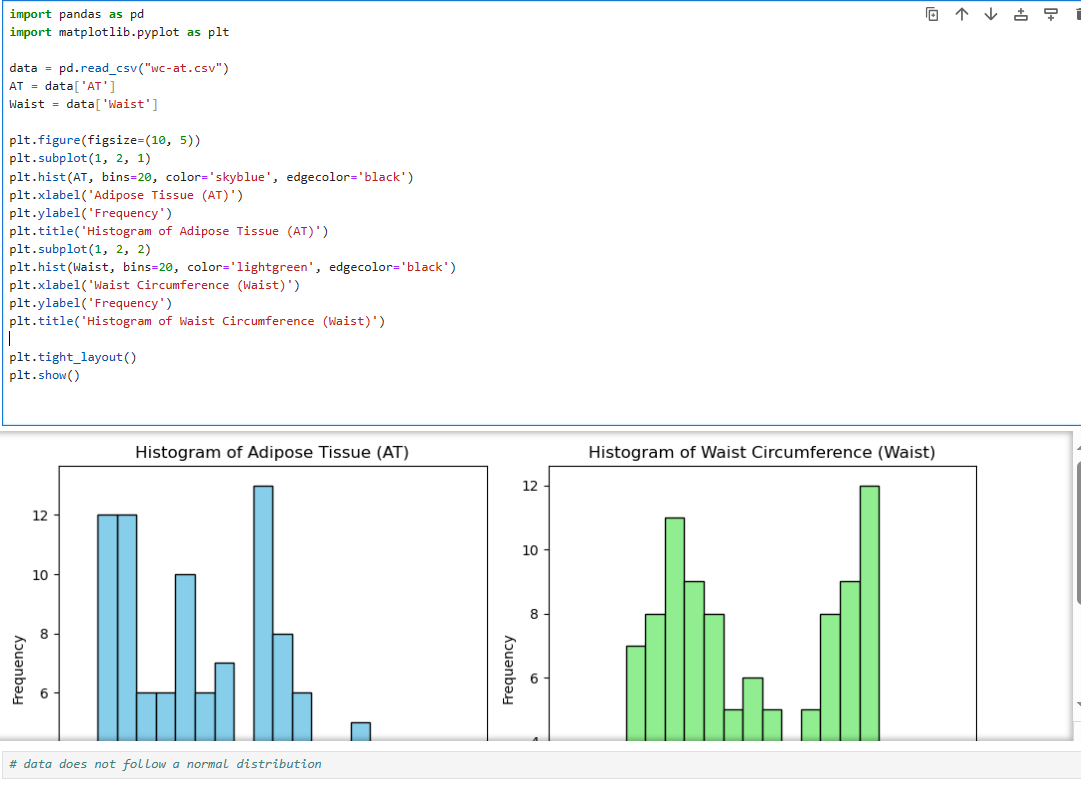 import pandas as pd
import matplotlib.pyplot as plt
data = pd.read_csv("wc-at.csv")
AT = data['AT']
Waist = data['Waist']
plt.figure(figsize=(10, 5))
plt.subplot(1, 2, 1)
plt.hist(AT, bins=20, color='skyblue', edgecolor='black')
plt.xlabel('Adipose Tissue (AT)')
plt.ylabel('Frequency')
plt.title('Histogram of Adipose Tissue (AT)')
plt.subplot(1, 2, 2)
plt.hist(Waist, bins=20, color='lightgreen', edgecolor='black')
plt.xlabel('Waist Circumference (Waist)')
plt.ylabel('Frequency')
plt.title('Histogram of Waist Circumference (Waist)')
plt.tight_layout()
plt.show()
Histogram of Adipose Tissue (AT)
12
10
8
6
Frequency
Histogram of Waist Circumference (Waist)
12
10
8
6
Frequency
# data does not follow a normal distribution